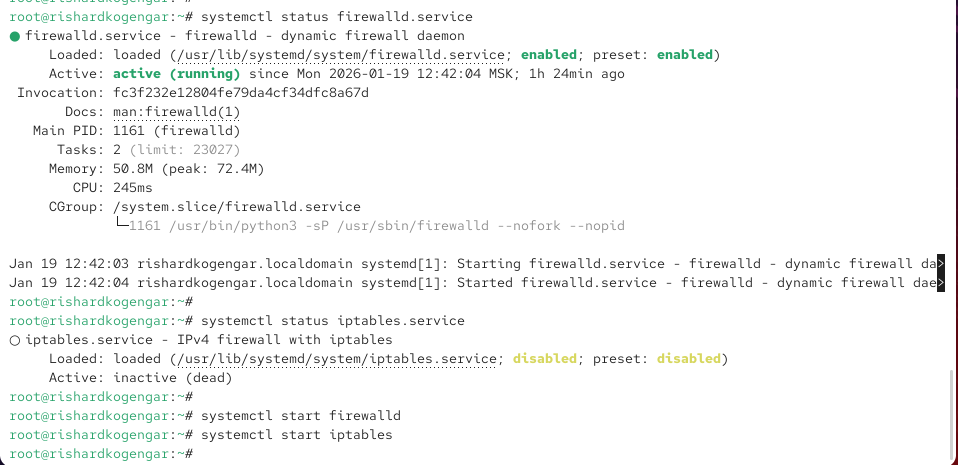 root@rishardkogengar:~# systemctl status firewalld.service
● firewalld.service - firewalld - dynamic firewall daemon
     Loaded: loaded (/usr/lib/systemd/system/firewalld.service; enabled; preset: enabled)
     Active: active (running) since Mon 2026-01-19 12:42:04 MSK; 1h 24min ago
 Invocation: fc3f232e12804fe79da4cf34dfc8a67d
       Docs: man:firewalld(1)
   Main PID: 1161 (firewalld)
      Tasks: 2 (limit: 23027)
     Memory: 50.8M (peak: 72.4M)
        CPU: 245ms
     CGroup: /system.slice/firewalld.service
             └─1161 /usr/bin/python3 -sP /usr/sbin/firewalld --nofork --nopid
Jan 19 12:42:03 rishardkogengar.localdomain systemd[1]: Starting firewalld.service - firewalld - dynamic firewall da>
Jan 19 12:42:04 rishardkogengar.localdomain systemd[1]: Started firewalld.service - firewalld - dynamic firewall dae>
root@rishardkogengar:~#
root@rishardkogengar:~# systemctl status iptables.service
○ iptables.service - IPv4 firewall with iptables
     Loaded: loaded (/usr/lib/systemd/system/iptables.service; disabled; preset: disabled)
     Active: inactive (dead)
root@rishardkogengar:~#
root@rishardkogengar:~# systemctl start firewalld
root@rishardkogengar:~# systemctl start iptables
root@rishardkogengar:~#